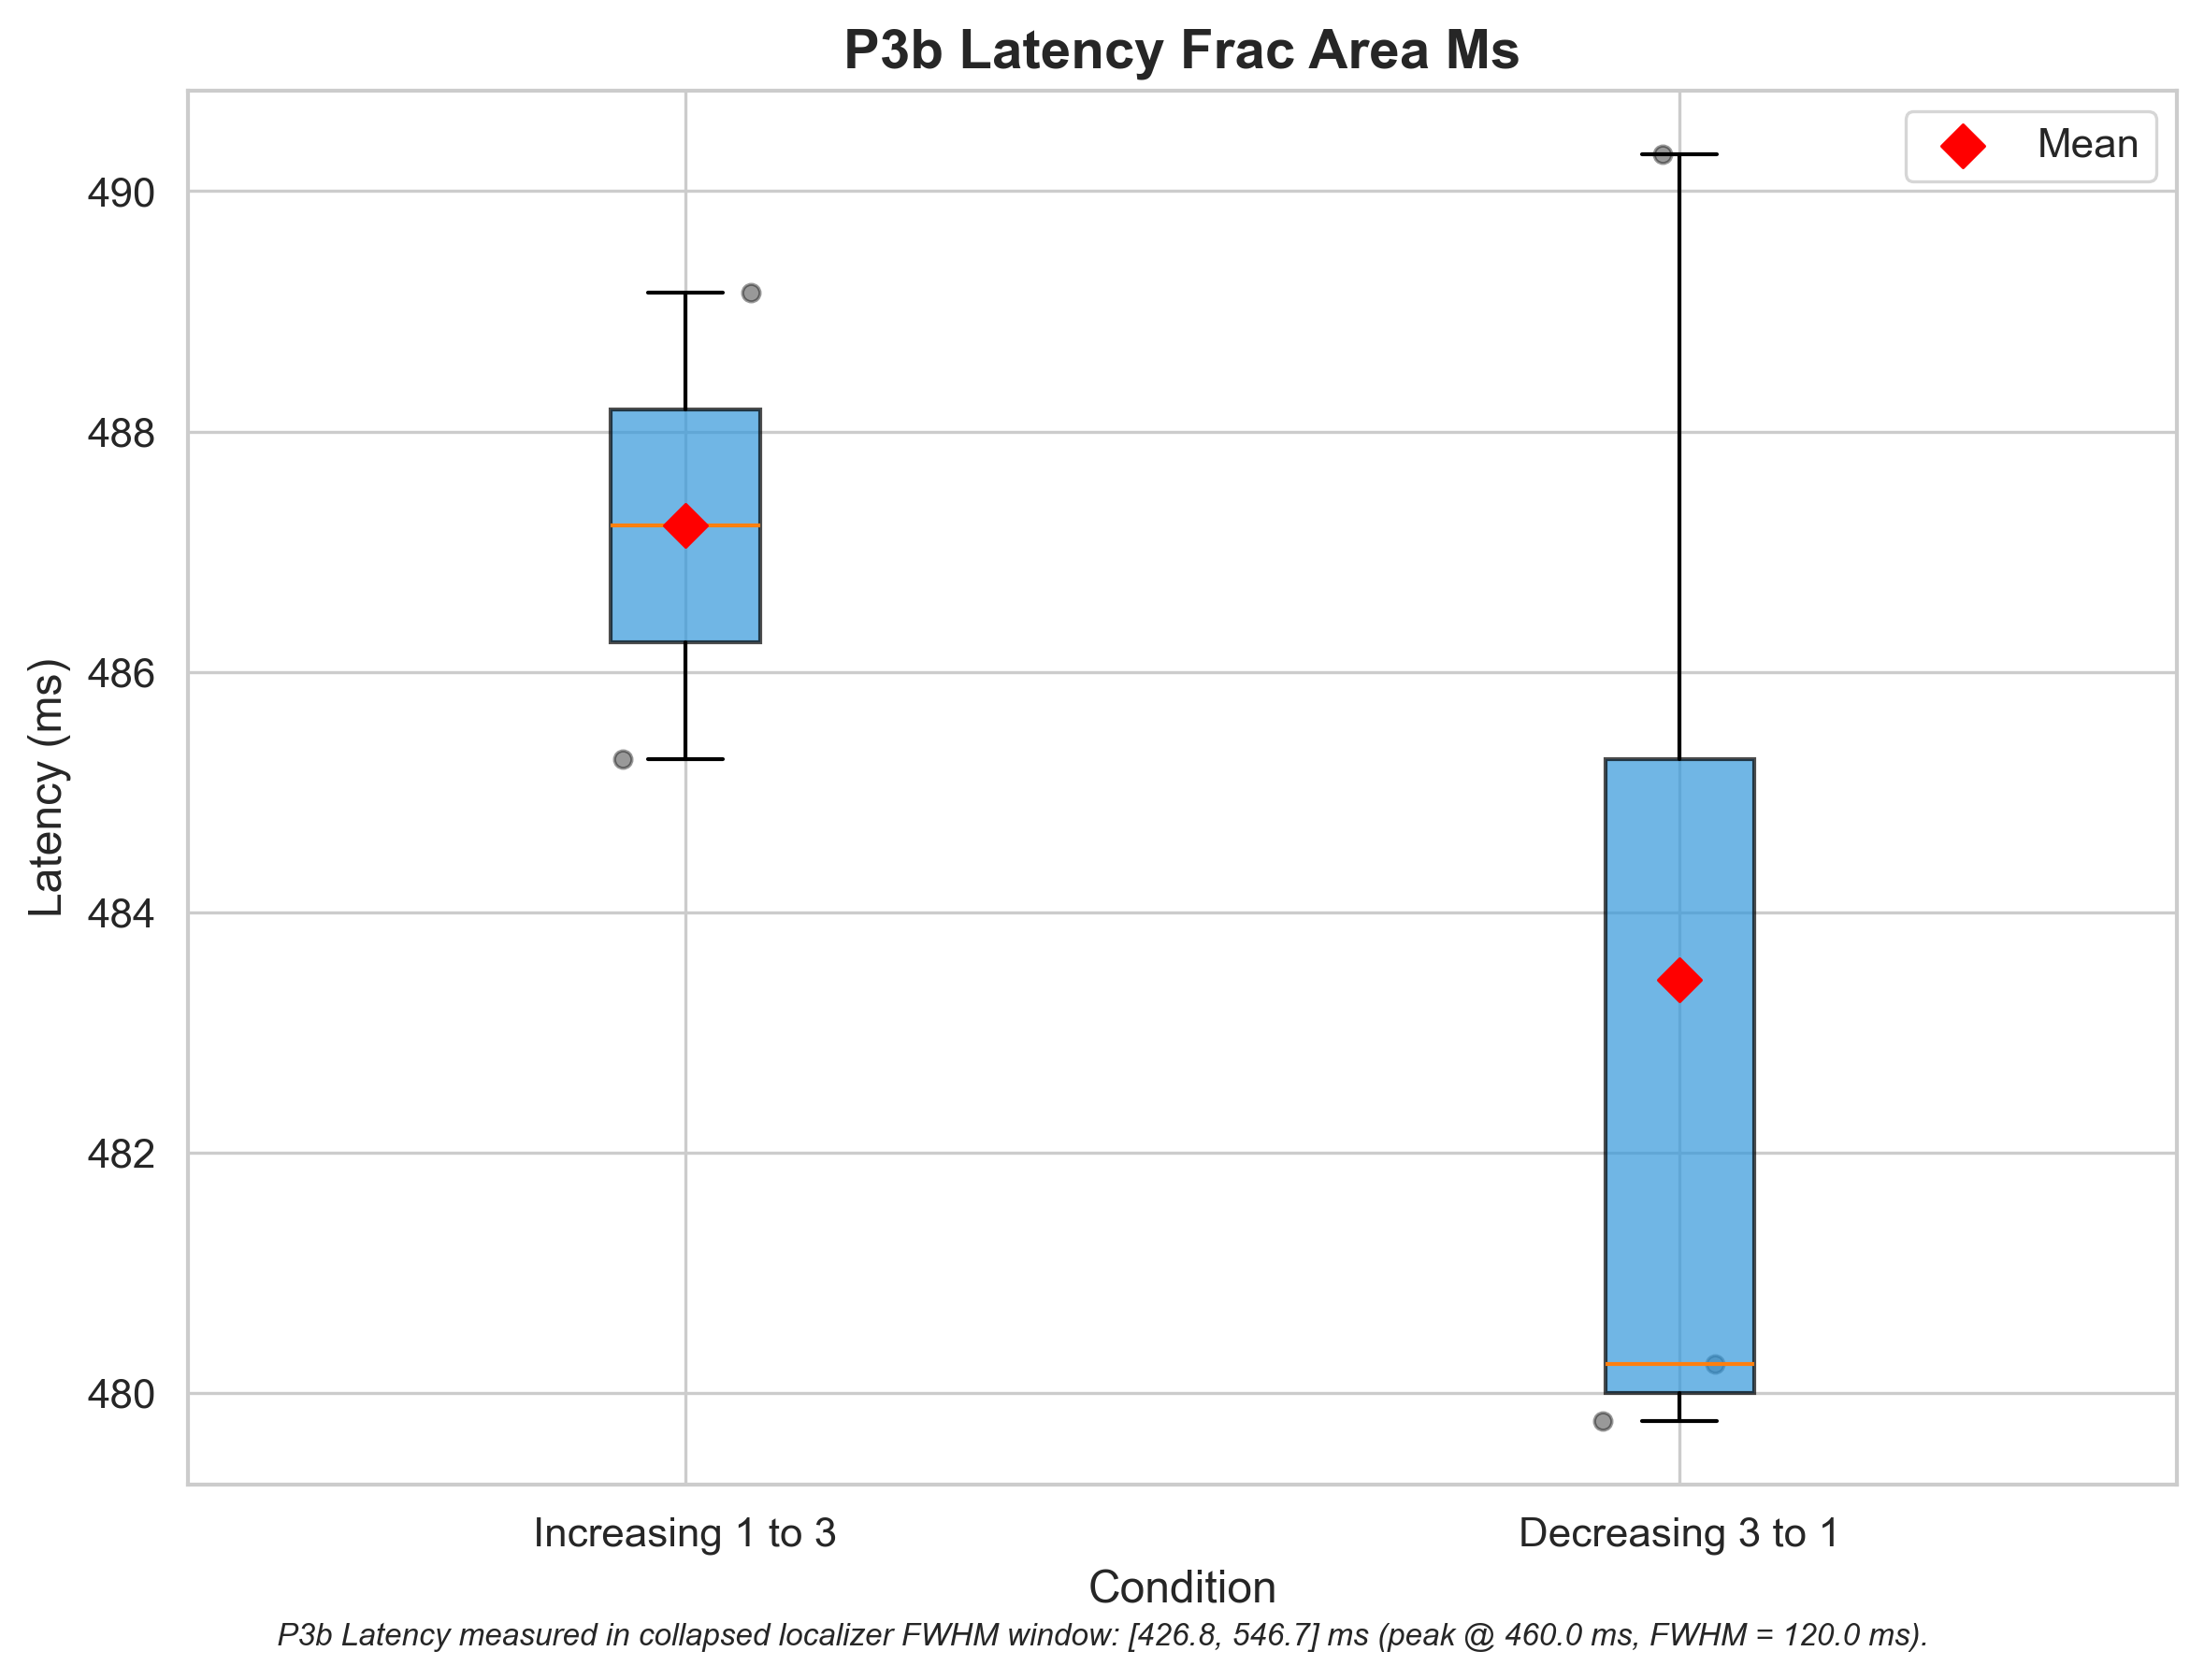 P3b Latency Frac Area Ms
Mean
490
488
486
484
482
480
Latency (ms)
Increasing 1 to 3
Decreasing 3 to 1
Condition
P3b Latency measured in collapsed localizer FWHM window: [426.8, 546.7] ms (peak @ 460.0 ms, FWHM = 120.0 ms).